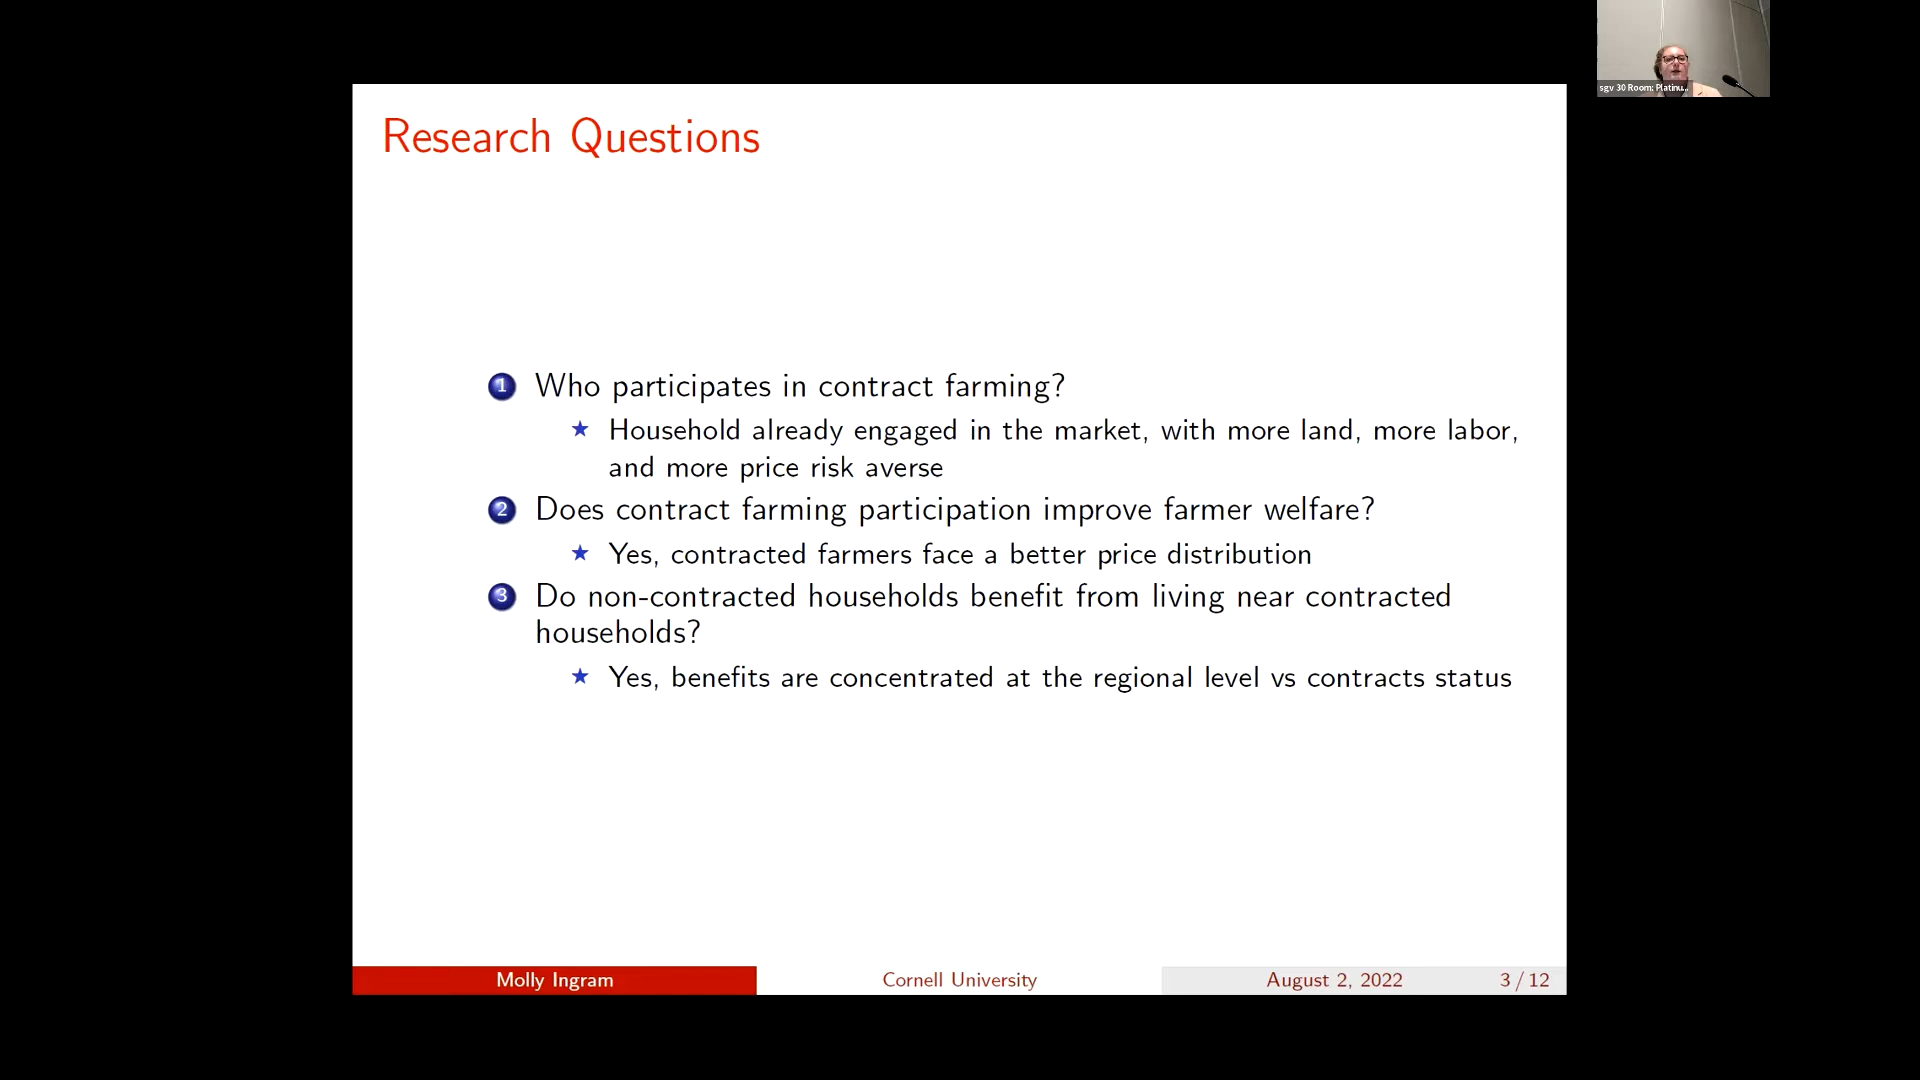 sgv 30 Room: Platinu...
Research Questions
1 Who participates in contract farming?
★ Household already engaged in the market, with more land, more labor,
and more price risk averse
2 Does contract farming participation improve farmer welfare?
★ Yes, contracted farmers face a better price distribution
3 Do non-contracted households benefit from living near contracted
households?
★ Yes, benefits are concentrated at the regional level vs contracts status
Molly Ingram Cornell University August 2, 2022 3 / 12